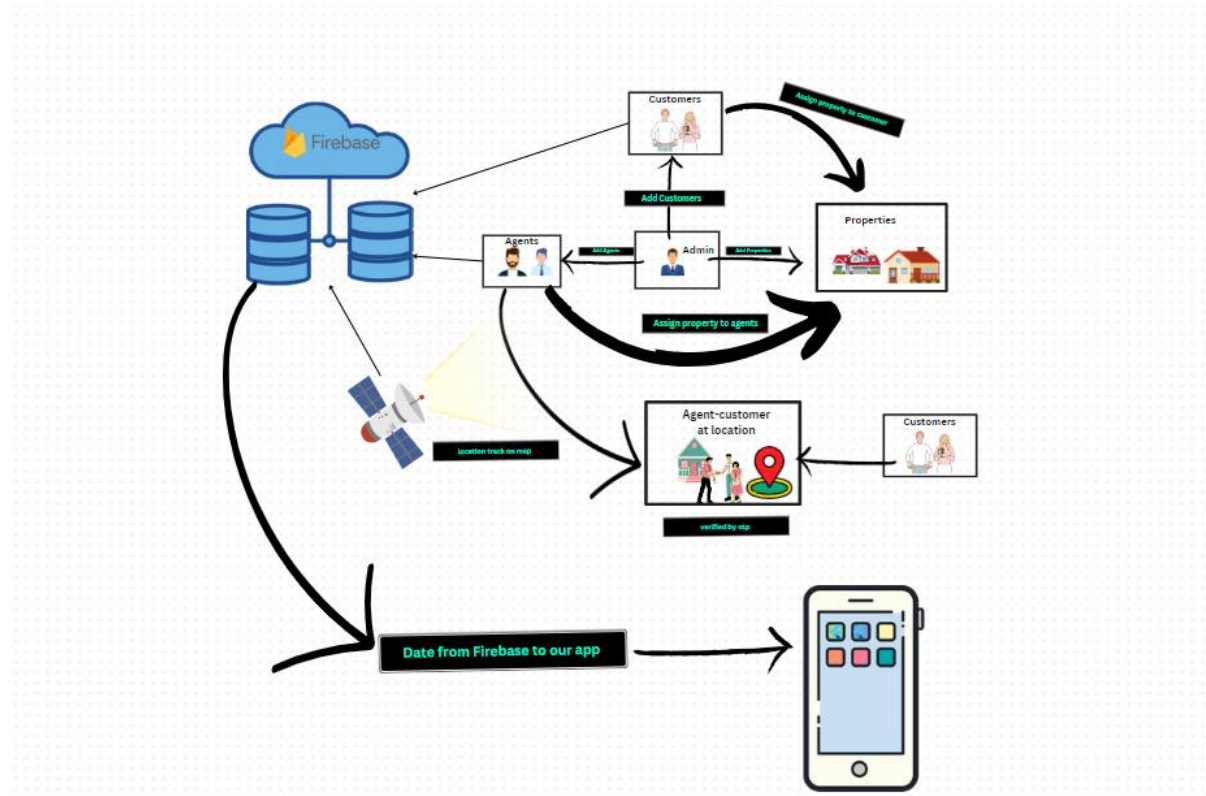 Customers
Assign property to customer
Firebase
Add Customers
Properties
Agents
Add Agents
Admin
Add Properties
Assign property to agents
Agent-customer
at location
Customers
location track on map
verified by otp
Date from Firebase to our app